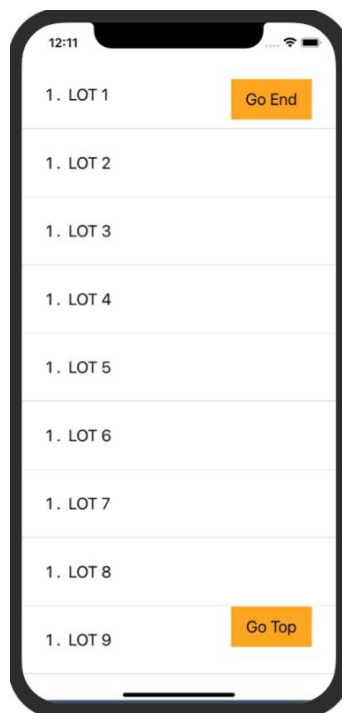 12:11
1. LOT 1
Go End
1. LOT 2
1. LOT 3
1. LOT 4
1. LOT 5
1. LOT 6
1. LOT 7
1. LOT 8
1. LOT 9
Go Top